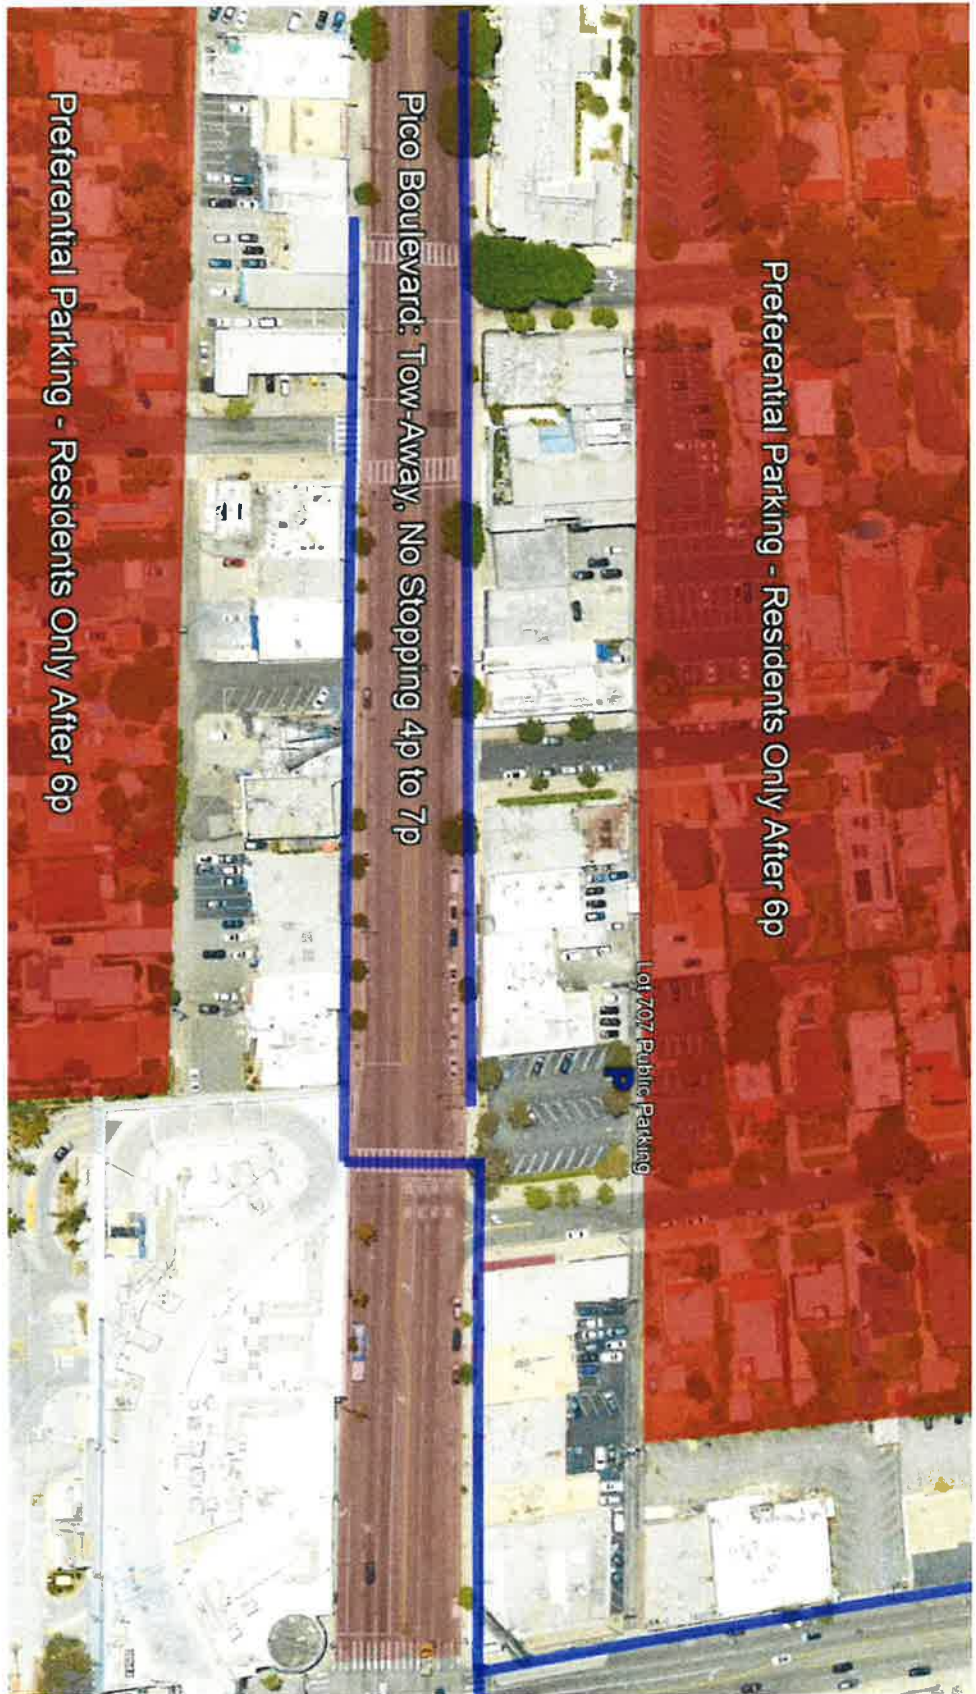 Preferential Parking - Residents Only After 6p
Lot 707 Public Parking
P
Pico Boulevard: Tow-Away, No Stopping 4p to 7p
Preferential Parking - Residents Only After 6p